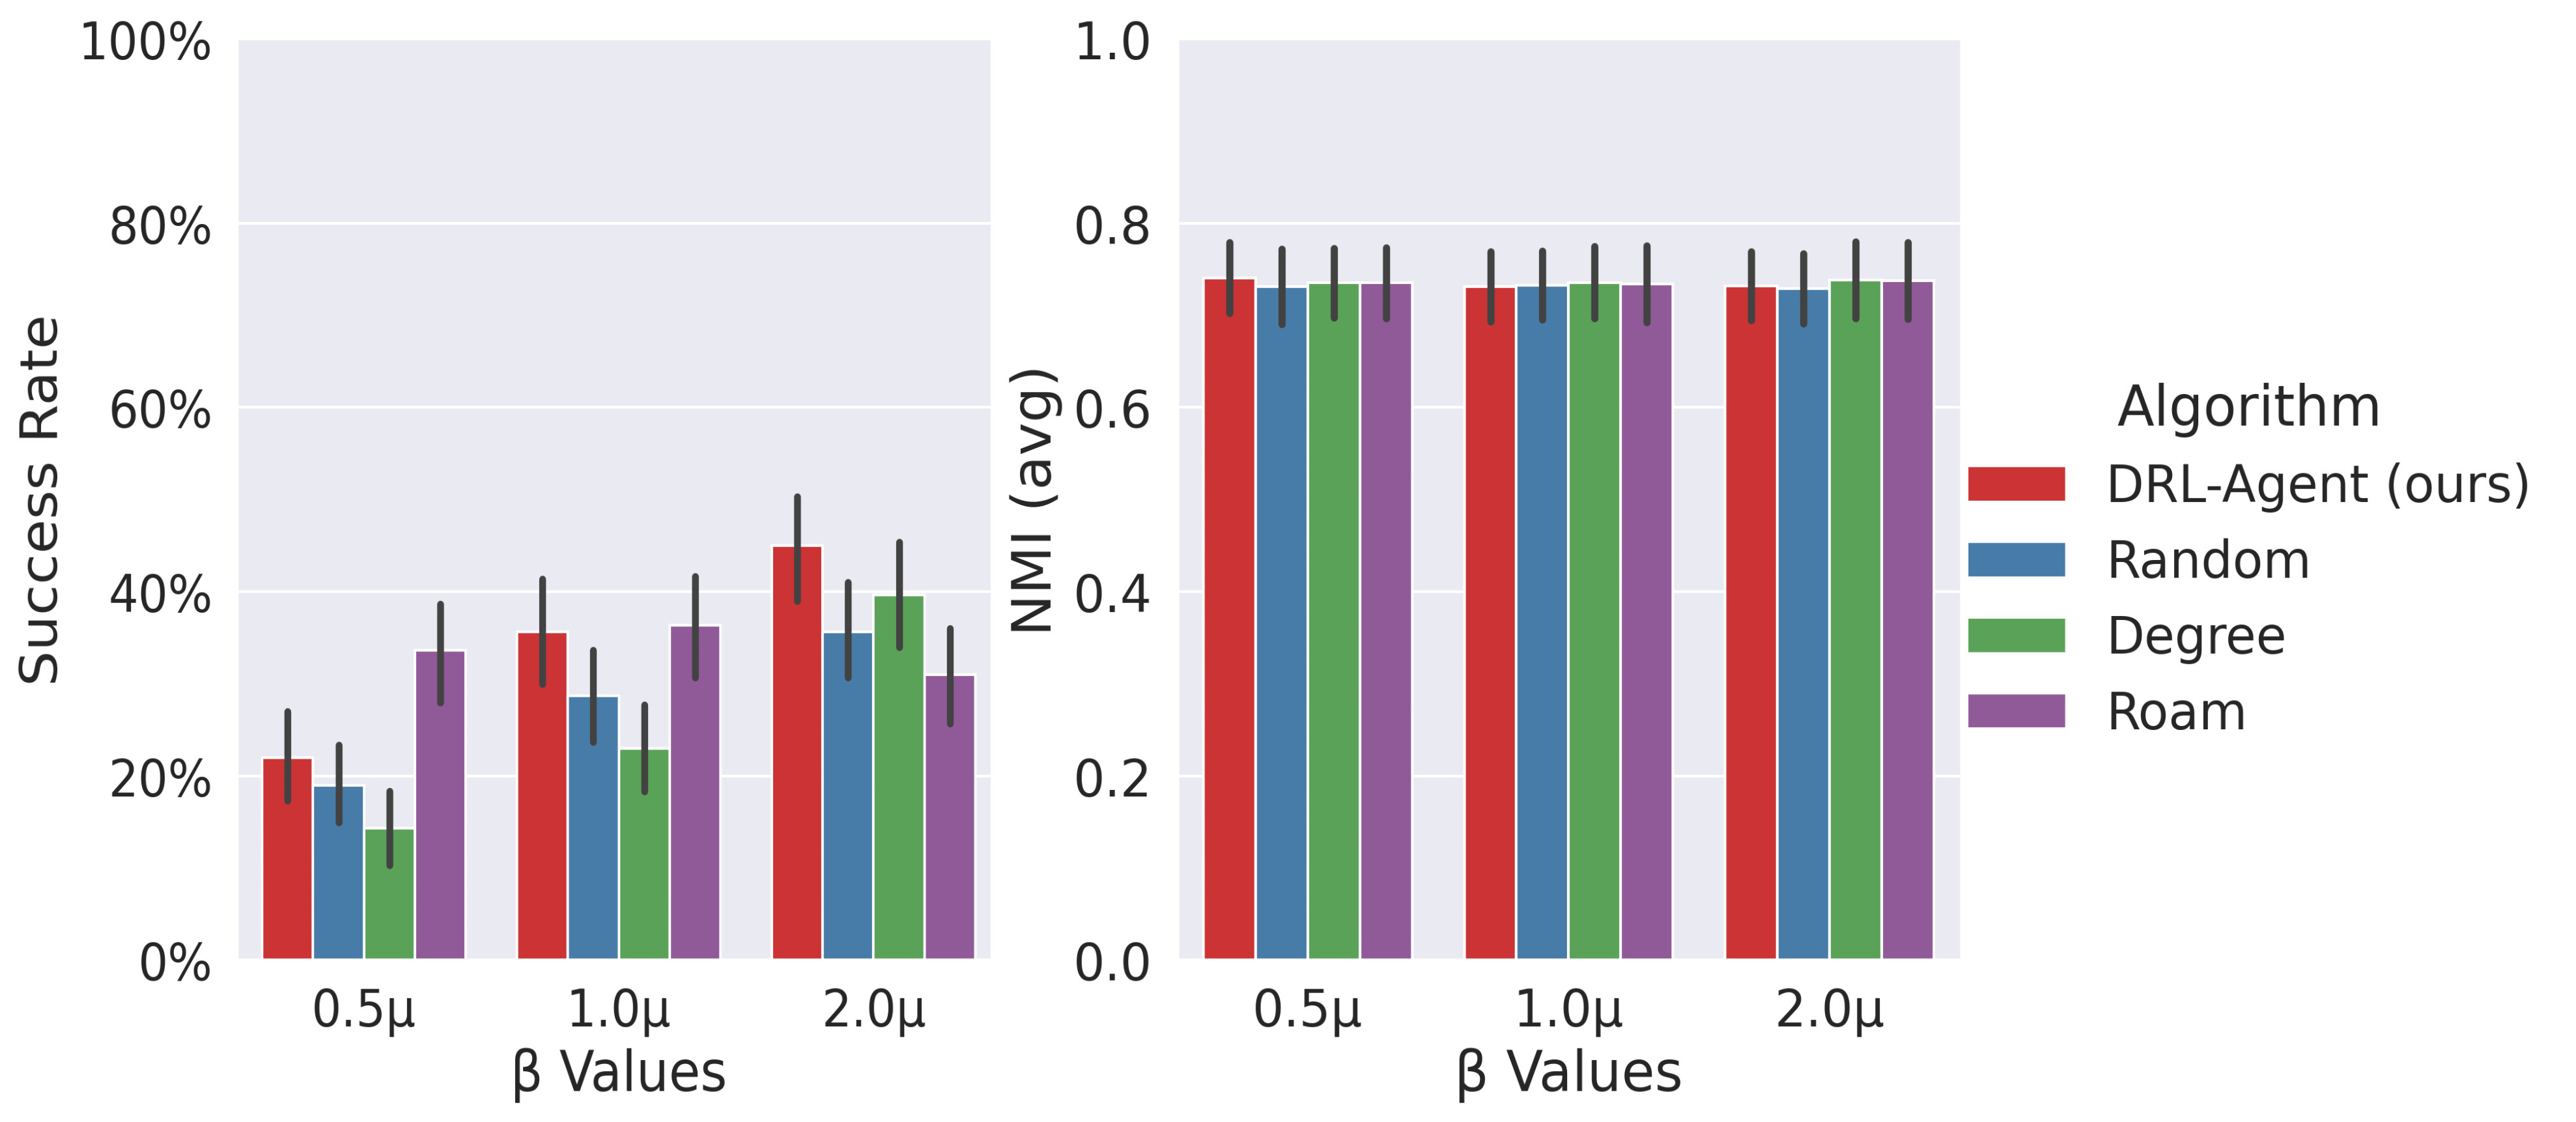 100%
80%
60%
40%
20%
0%
Success Rate
0.5μ 1.0μ 2.0μ
β Values
1.0
0.8
0.6
0.4
0.2
0.0
NMI (avg)
0.5μ 1.0μ 2.0μ
β Values
Algorithm
DRL-Agent (ours)
Random
Degree
Roam